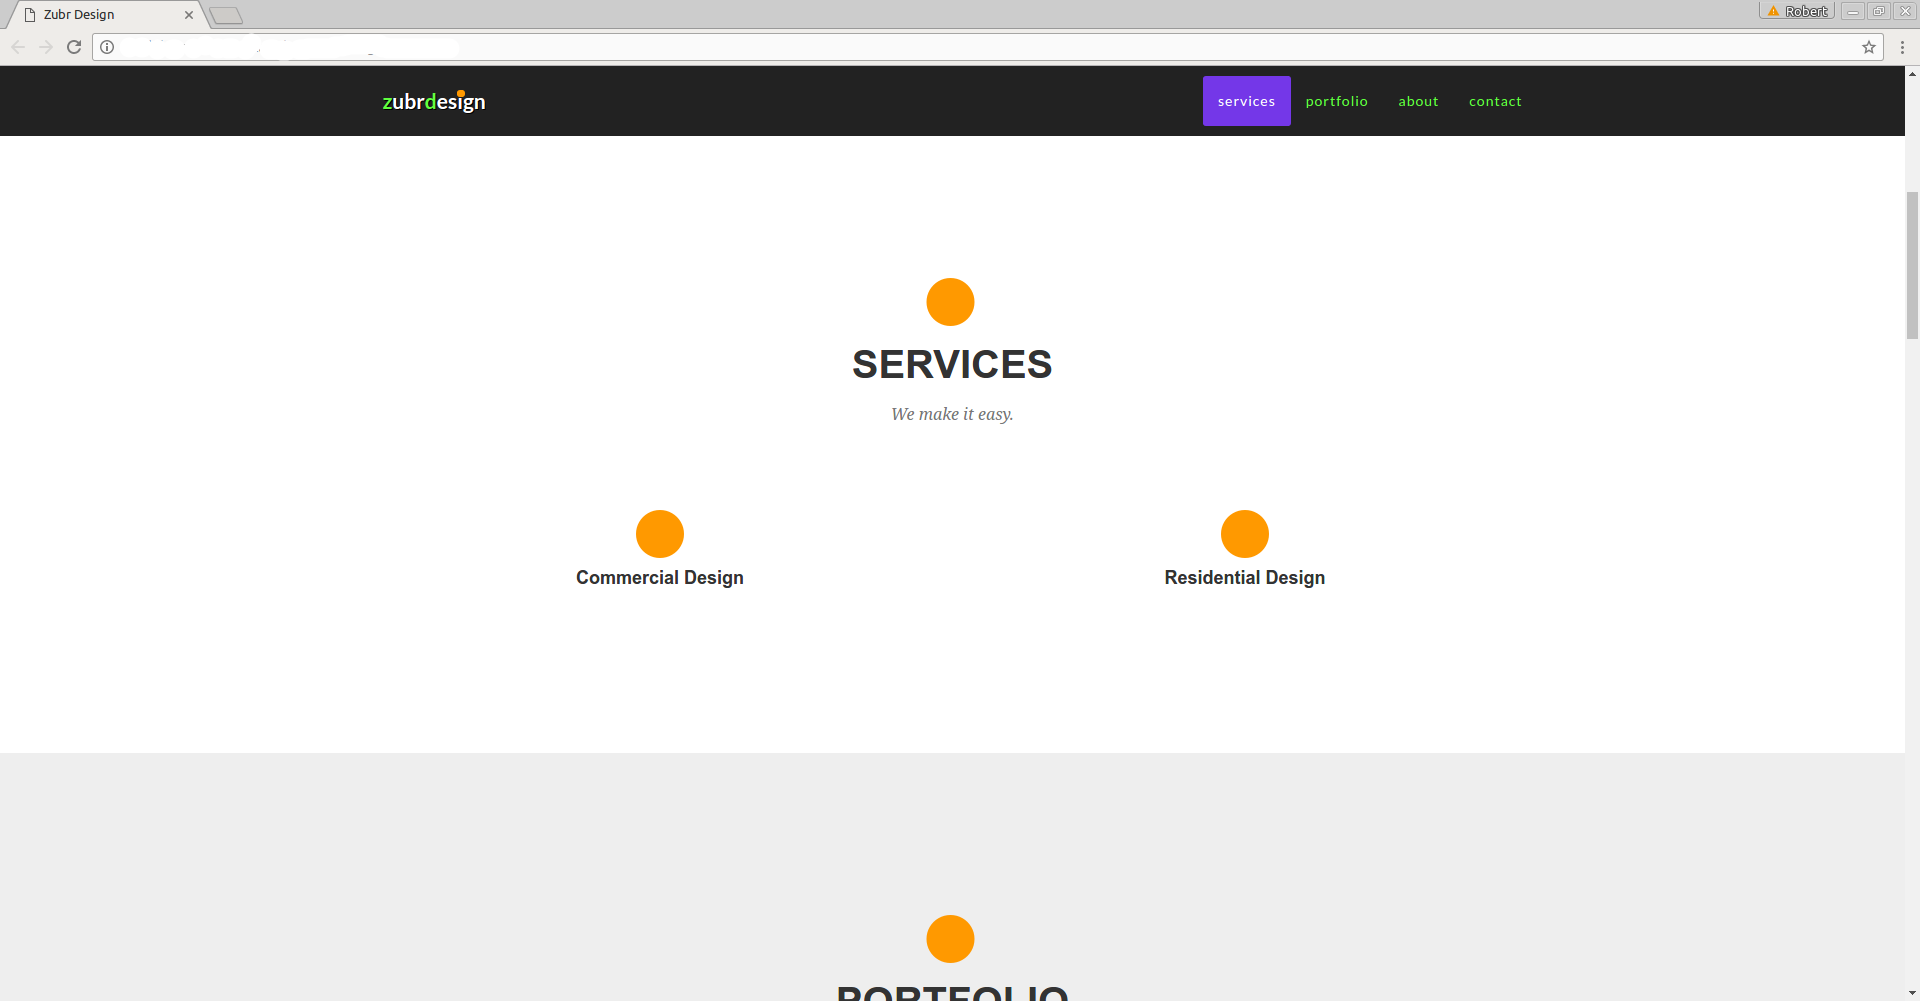 Zubr Design
Robert
zubrdesign
services portfolio about contact
SERVICES
We make it easy.
Commercial Design
Residential Design
PORTFOLIO